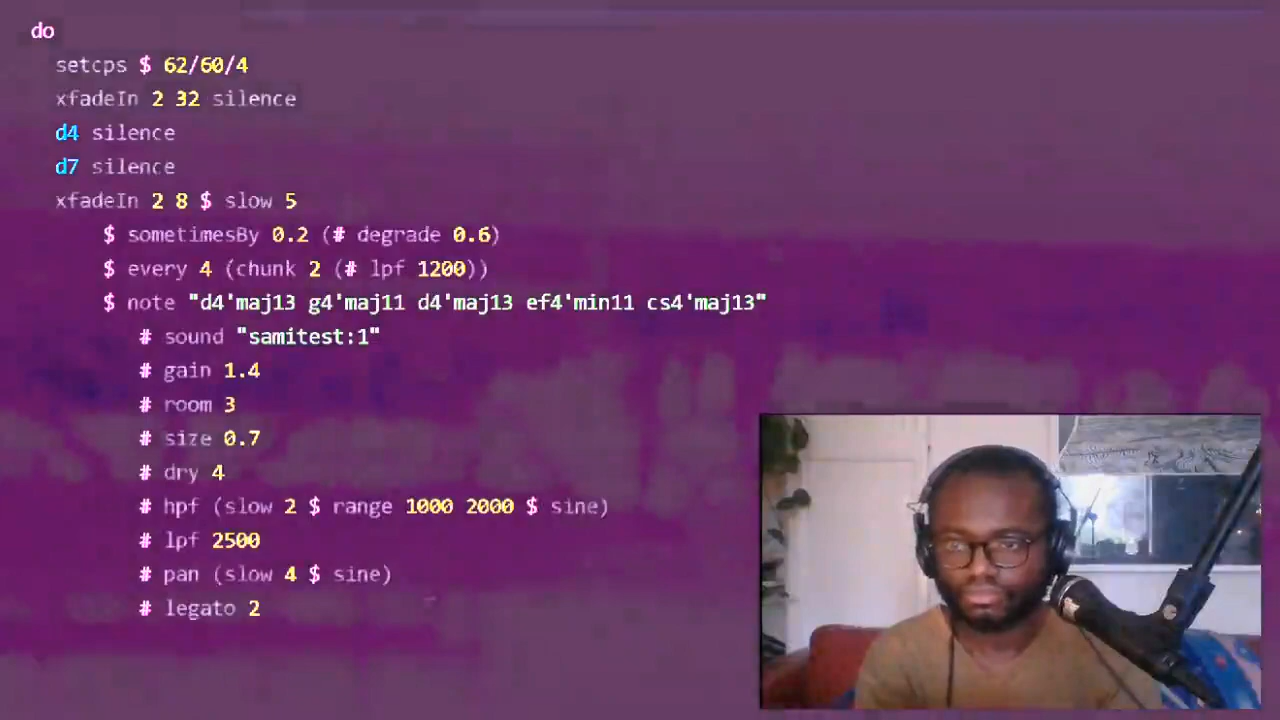 do
setcps $ 62/60/4
xfadeIn 2 32 silence
d4 silence
d7 silence
xfadeIn 2 8 $ slow 5
$ sometimesBy 0.2 (# degrade 0.6)
$ every 4 (chunk 2 (# lpf 1200))
$ note "d4'maj13 g4'maj11 d4'maj13 ef4'min11 cs4'maj13"
# sound "samitest:1"
# gain 1.4
# room 3
# size 0.7
# dry 4
# hpf (slow 2 $ range 1000 2000 $ sine)
# lpf 2500
# pan (slow 4 $ sine)
# legato 2